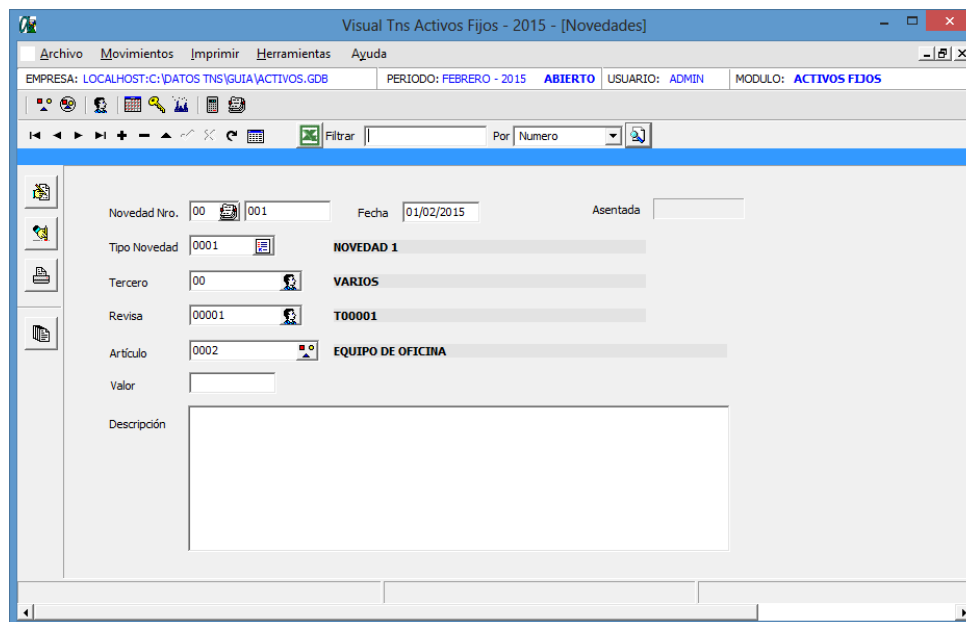 Visual Tns Activos Fijos - 2015 - [Novedades]
Archivo Movimientos Imprimir Herramientas Ayuda
EMPRESA: LOCALHOST:C:\DATOS TNS\GUIA\ACTIVOS.GDB PERIODO: FEBRERO - 2015 ABIERTO USUARIO: ADMIN MODULO: ACTIVOS FIJOS
Filtrar Por Numero
Novedad Nro. 00 001 Fecha 01/02/2015 Asentada
Tipo Novedad 0001 NOVEDAD 1
Tercero 00 VARIOS
Revisa 00001 T00001
Artículo 0002 EQUIPO DE OFICINA
Valor
Descripción